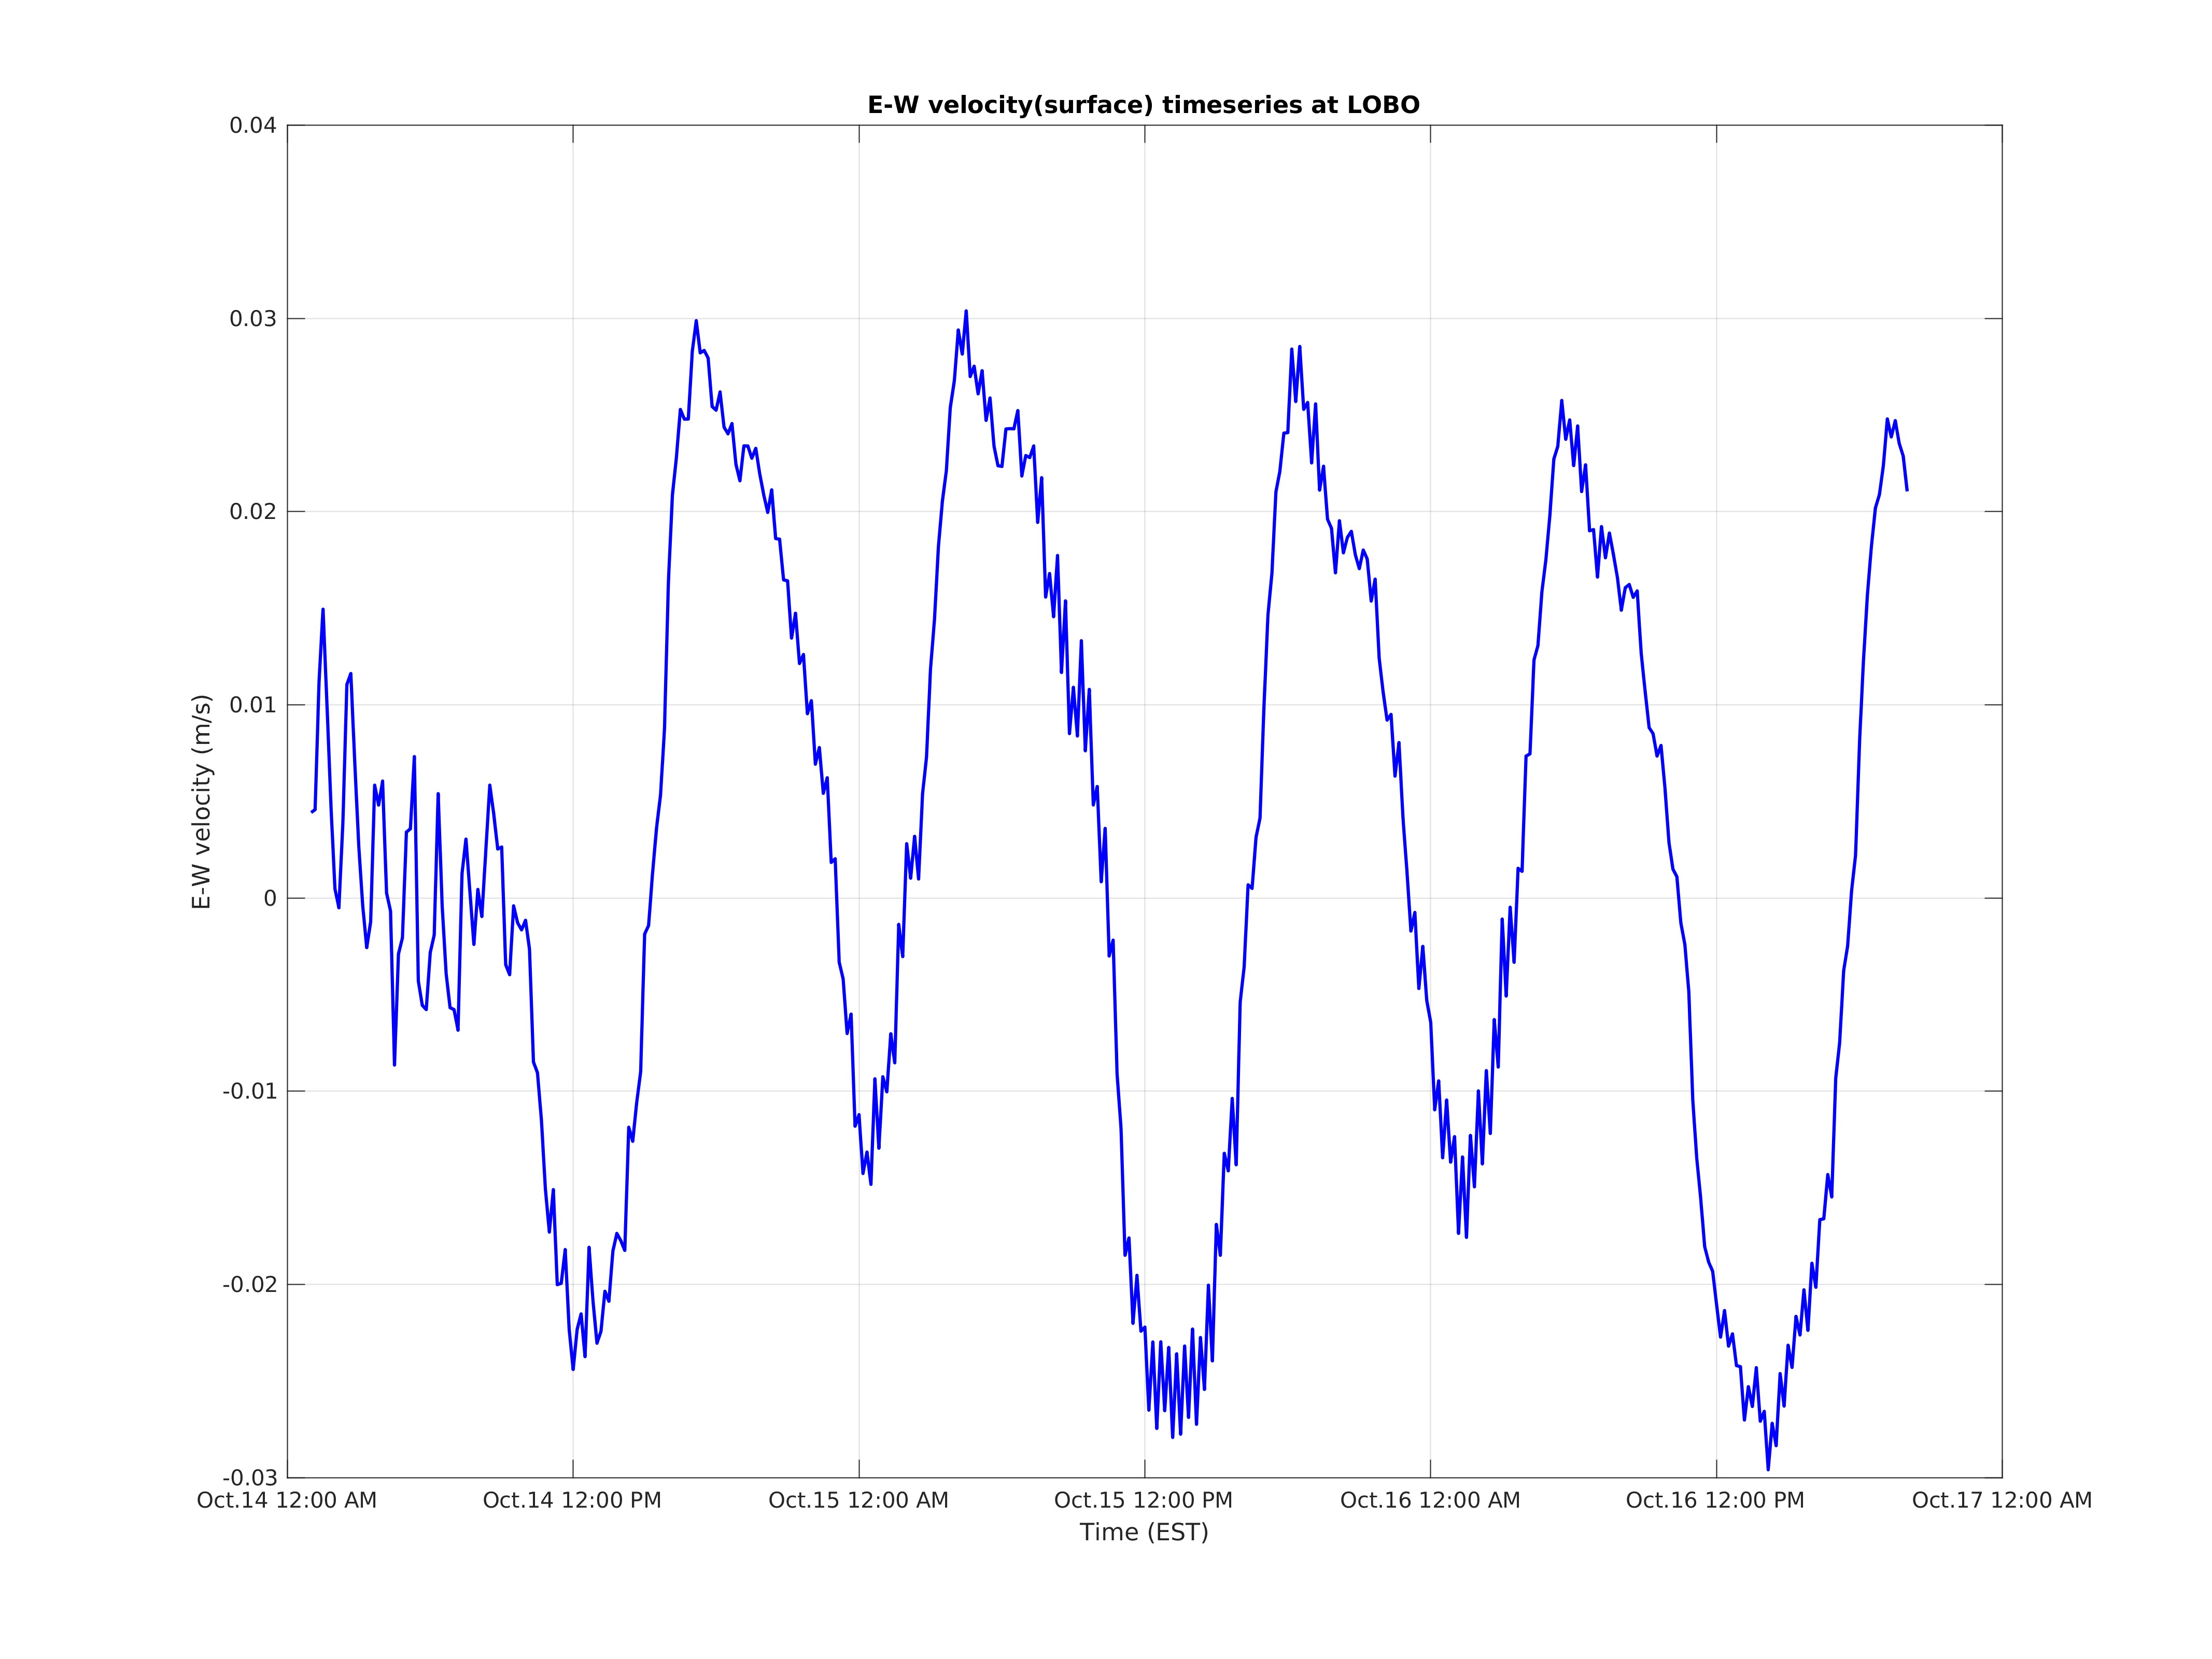 E-W velocity(surface) timeseries at LOBO
0.04
0.03
0.02
0.01
0
-0.01
-0.02
-0.03
E-W velocity (m/s)
Oct.14 12:00 AM Oct.14 12:00 PM Oct.15 12:00 AM Oct.15 12:00 PM Oct.16 12:00 AM Oct.16 12:00 PM Oct.17 12:00 AM
Time (EST)